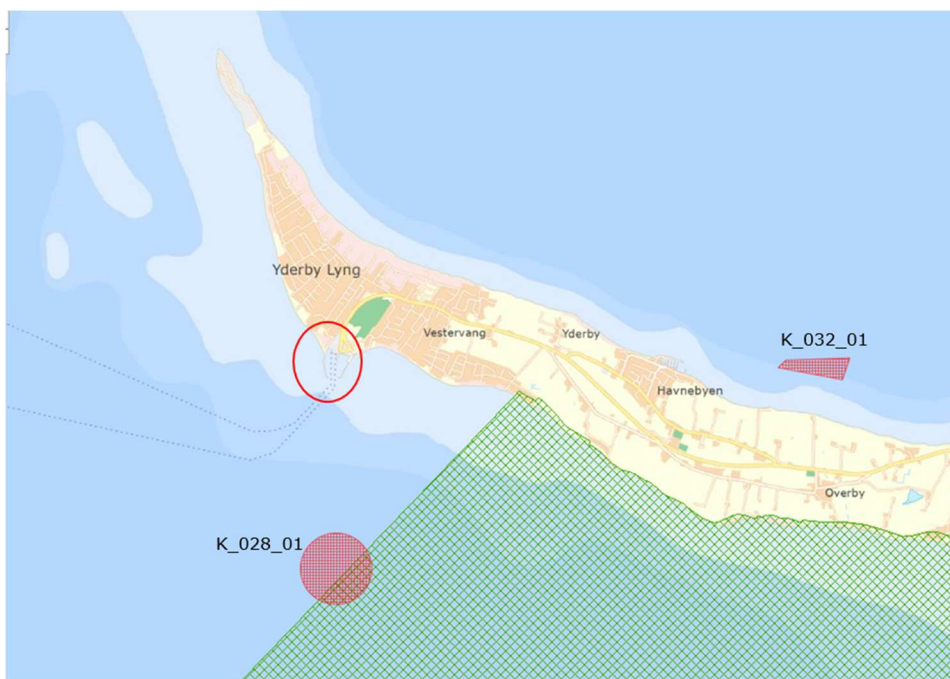 Yderby Lyng
Vestervang
Yderby
K_032_01
Havnebyen
Overby
K_028_01